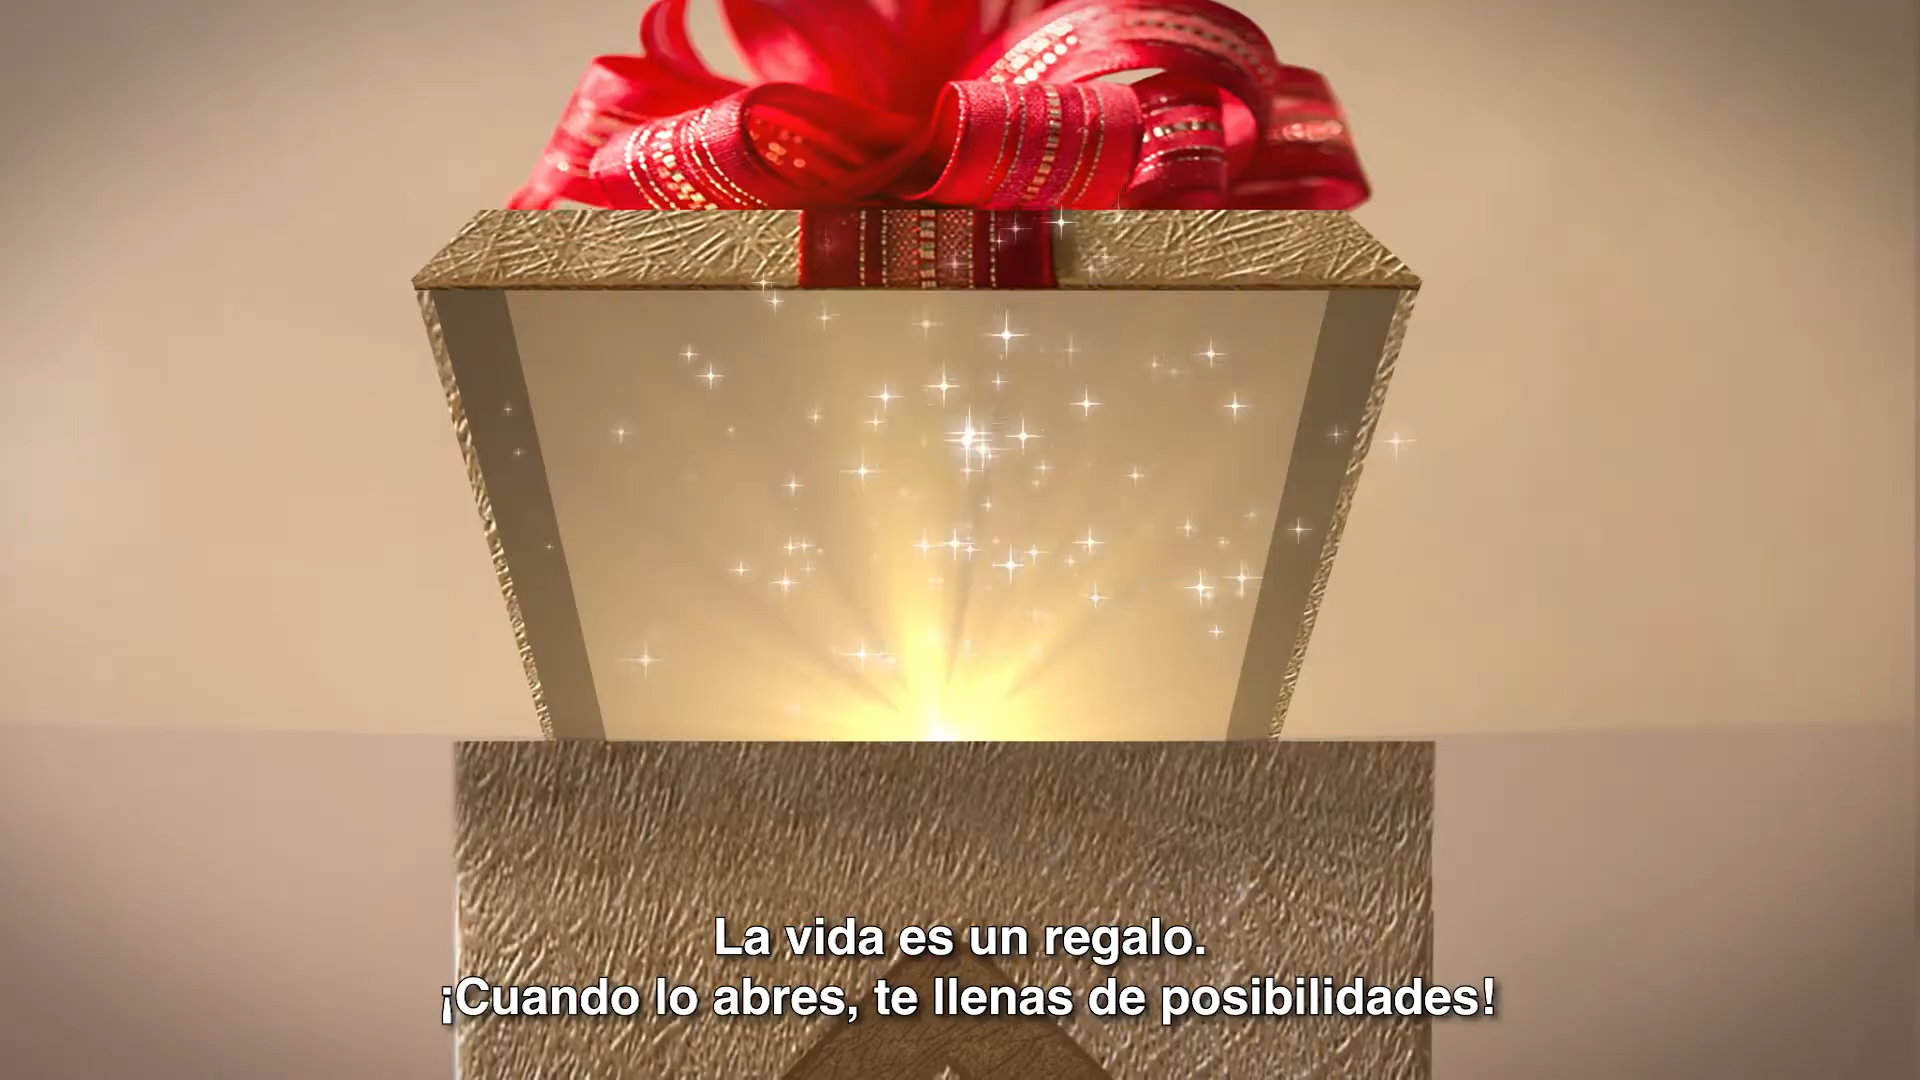 La vida es un regalo.
¡Cuando lo abres, te llenas de posibilidades!